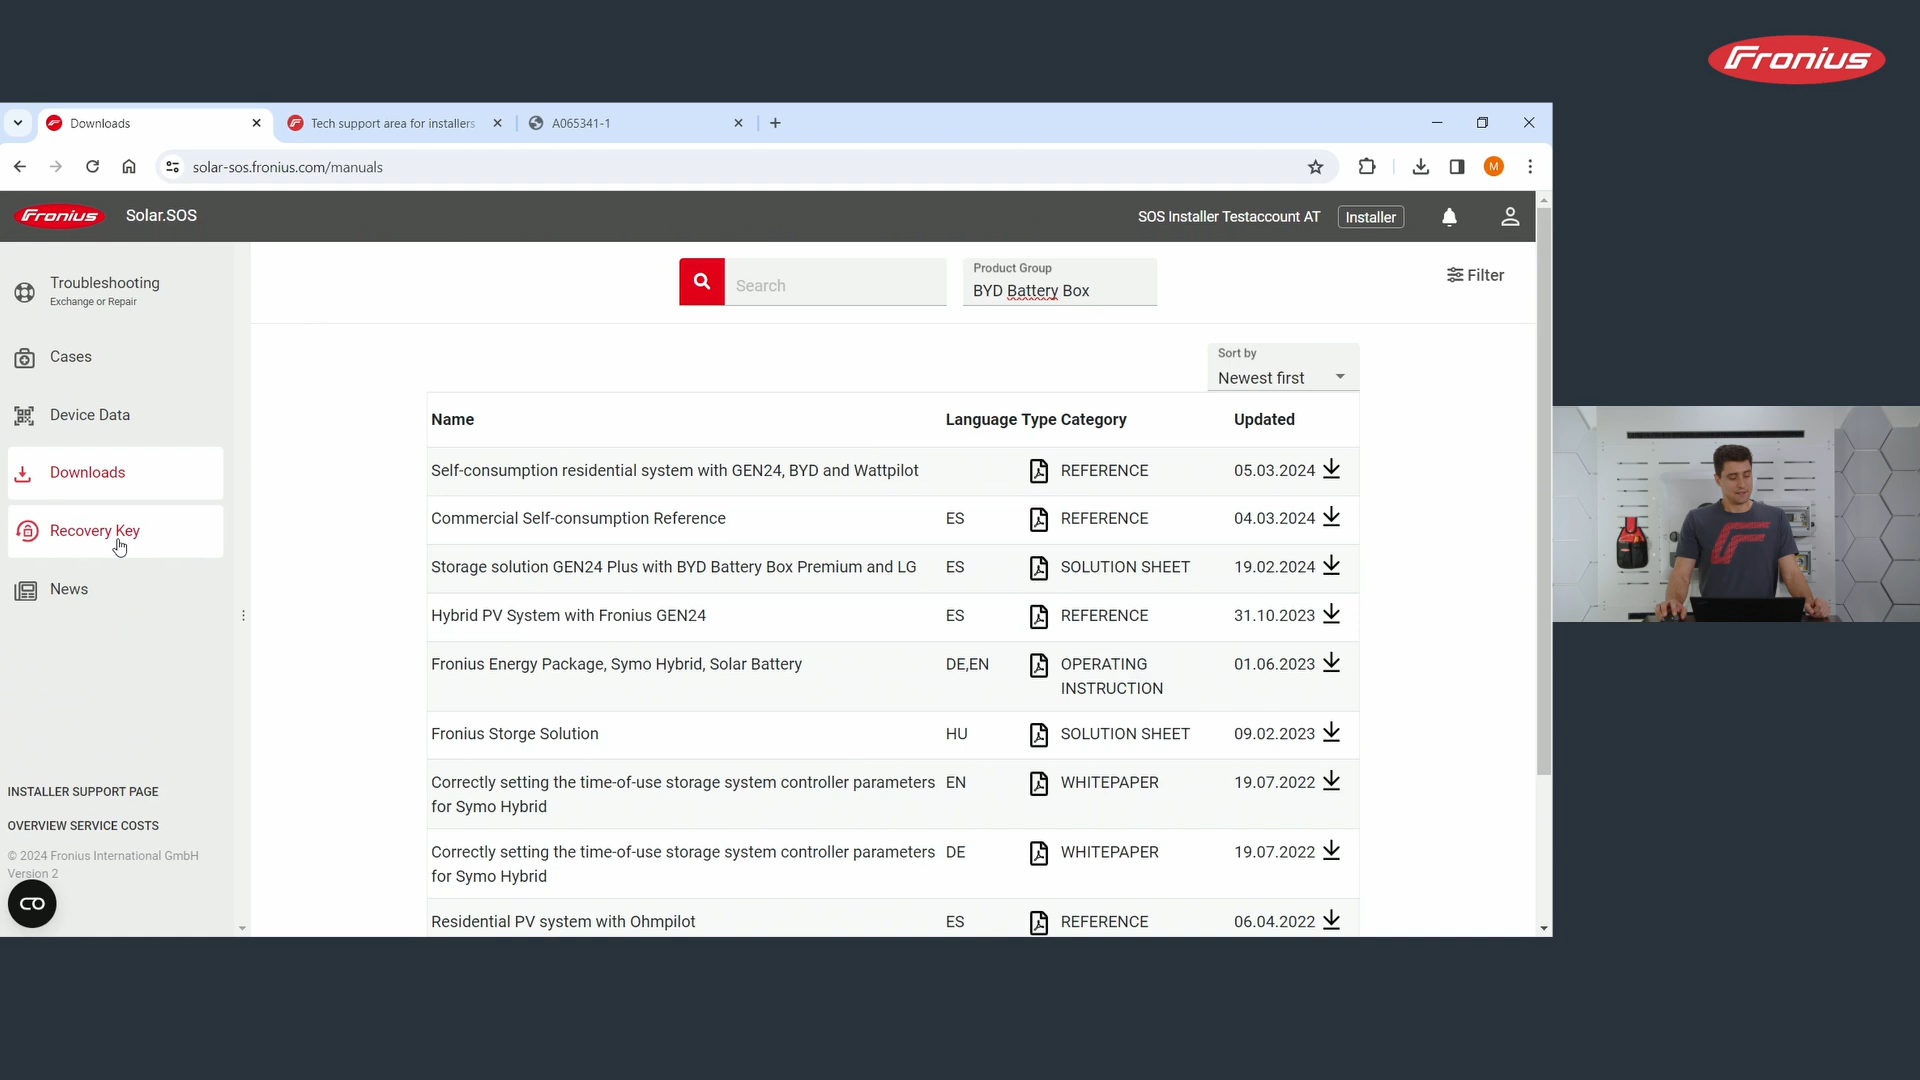 Fronius
Downloads
Tech support area for installers
A065341-1
solar-sos.fronius.com/manuals
M
Fronius
Solar.SOS
SOS Installer Testaccount AT
Installer
Troubleshooting
Exchange or Repair
Cases
Device Data
Downloads
Recovery Key
News
INSTALLER SUPPORT PAGE
OVERVIEW SERVICE COSTS
© 2024 Fronius International GmbH
Version 2
Search
Product Group
BYD Battery Box
Filter
Sort by
Newest first
Name Language Type Category Updated
Self-consumption residential system with GEN24, BYD and Wattpilot REFERENCE 05.03.2024
Commercial Self-consumption Reference ES REFERENCE 04.03.2024
Storage solution GEN24 Plus with BYD Battery Box Premium and LG ES SOLUTION SHEET 19.02.2024
Hybrid PV System with Fronius GEN24 ES REFERENCE 31.10.2023
Fronius Energy Package, Symo Hybrid, Solar Battery DE,EN OPERATING 01.06.2023
INSTRUCTION
Fronius Storge Solution HU SOLUTION SHEET 09.02.2023
Correctly setting the time-of-use storage system controller parameters EN WHITEPAPER 19.07.2022
for Symo Hybrid
Correctly setting the time-of-use storage system controller parameters DE WHITEPAPER 19.07.2022
for Symo Hybrid
Residential PV system with Ohmpilot ES REFERENCE 06.04.2022